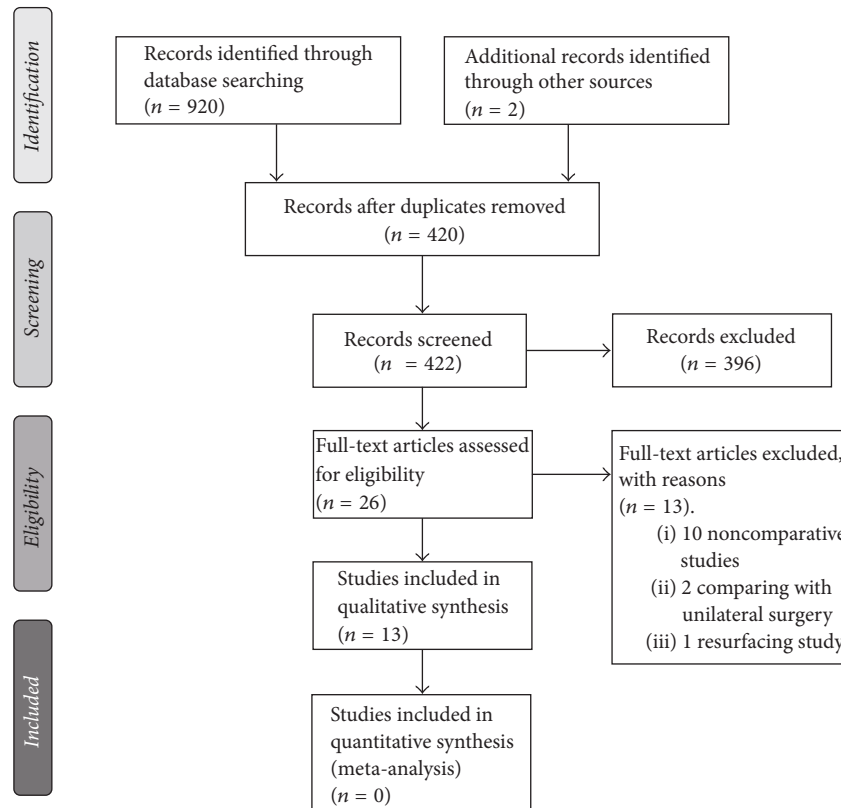 Identification
Records identified through
database searching
(n = 920)
Additional records identified
through other sources
(n = 2)
Records after duplicates removed
(n = 420)
Screening
Records screened
(n = 422)
Records excluded
(n = 396)
Eligibility
Full-text articles assessed
for eligibility
(n = 26)
Full-text articles excluded,
with reasons
(n = 13).
(i) 10 noncomparative
studies
(ii) 2 comparing with
unilateral surgery
(iii) 1 resurfacing study
Studies included in
qualitative synthesis
(n = 13)
Included
Studies included in
quantitative synthesis
(meta-analysis)
(n = 0)